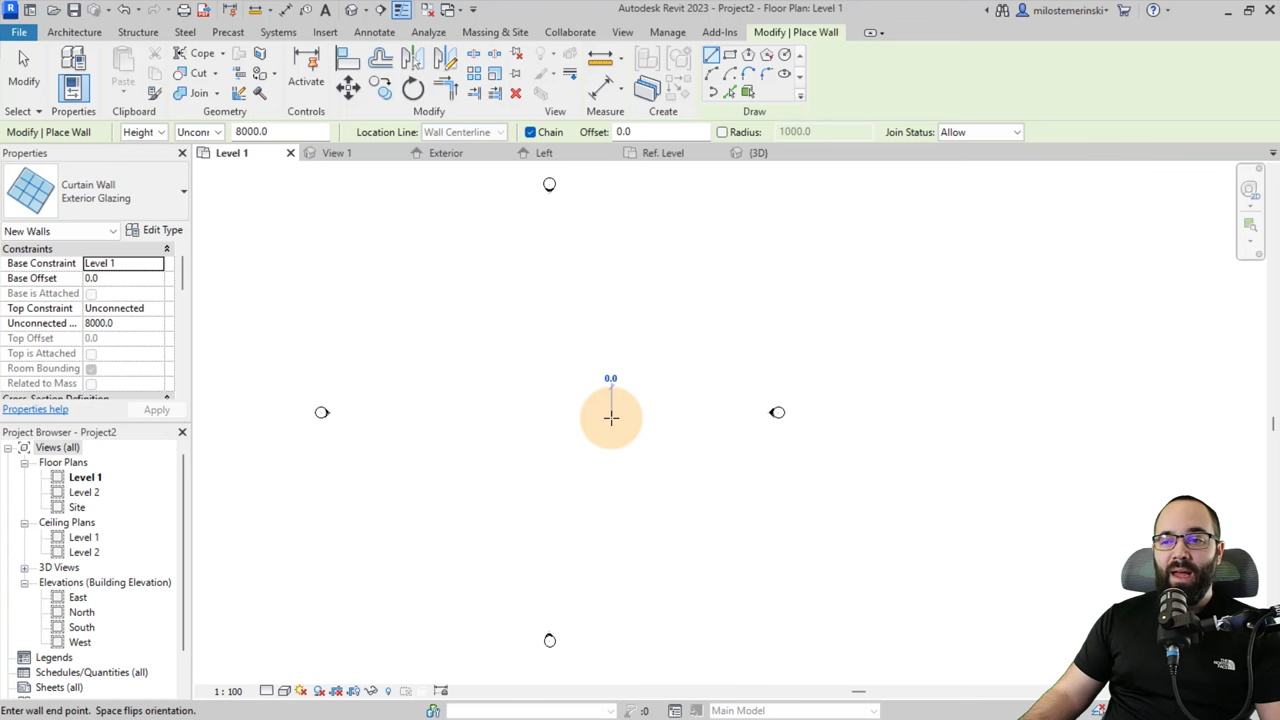 Autodesk Revit 2023 - Project2 - Floor Plan: Level 1
milostemerinski
File Architecture Structure Steel Precast Systems Insert Annotate Analyze Massing & Site Collaborate View Manage Add-Ins Modify | Place Wall
Modify
Paste
Cope
Cut
Join
Activate
Select Properties Clipboard Geometry Controls Modify View Measure Create Draw
Modify | Place Wall Height Unconr 8000.0 Location Line: Wall Centerline Chain Offset: 0.0 Radius: 1000.0 Join Status: Allow
Properties
Level 1 View 1 Exterior Left Ref. Level {3D}
Curtain Wall
Exterior Glazing
New Walls Edit Type
Constraints
Base Constraint Level 1
Base Offset 0.0
Base is Attached
Top Constraint Unconnected
Unconnected ... 8000.0
Top Offset 0.0
Top is Attached
Room Bounding
Related to Mass
Cross-Section Definition
Properties help Apply
0.0
2D
Project Browser - Project2
Views (all)
Floor Plans
Level 1
Level 2
Site
Ceiling Plans
Level 1
Level 2
3D Views
Elevations (Building Elevation)
East
North
South
West
Legends
Schedules/Quantities (all)
Sheets (all)
1 : 100
Enter wall end point. Space flips orientation.
:0
Main Model
THE NORTH FACE